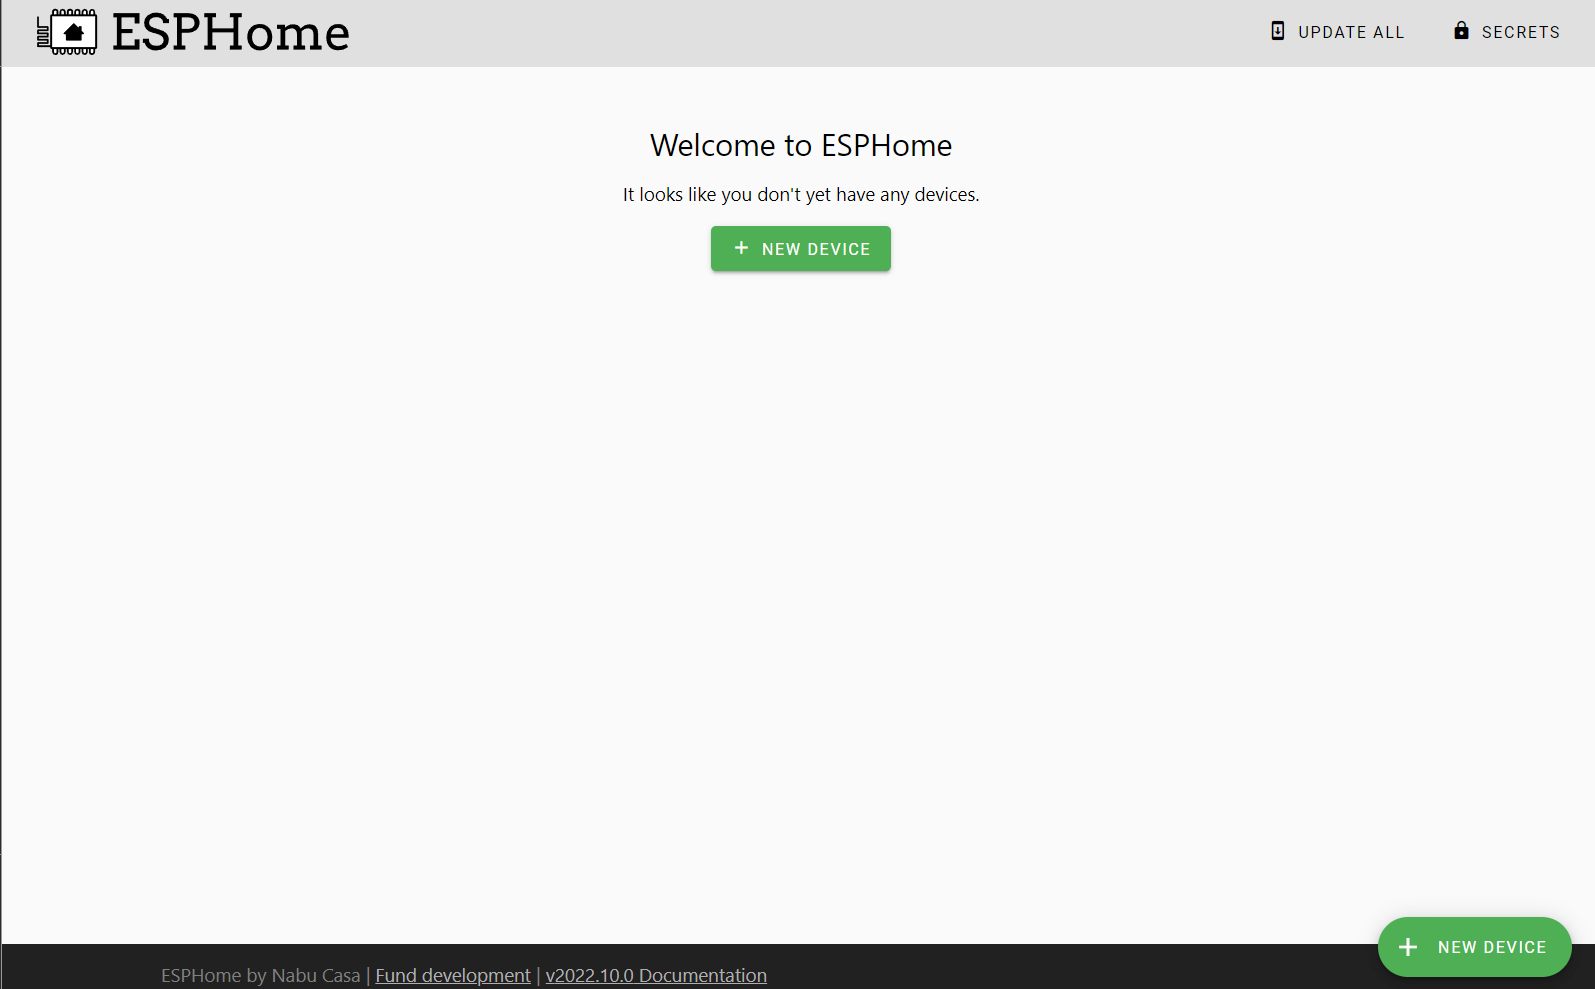 ESPHome
UPDATE ALL
SECRETS
Welcome to ESPHome
It looks like you don't yet have any devices.
NEW DEVICE
NEW DEVICE
ESPHome by Nabu Casa | Fund development | v2022.10.0 Documentation